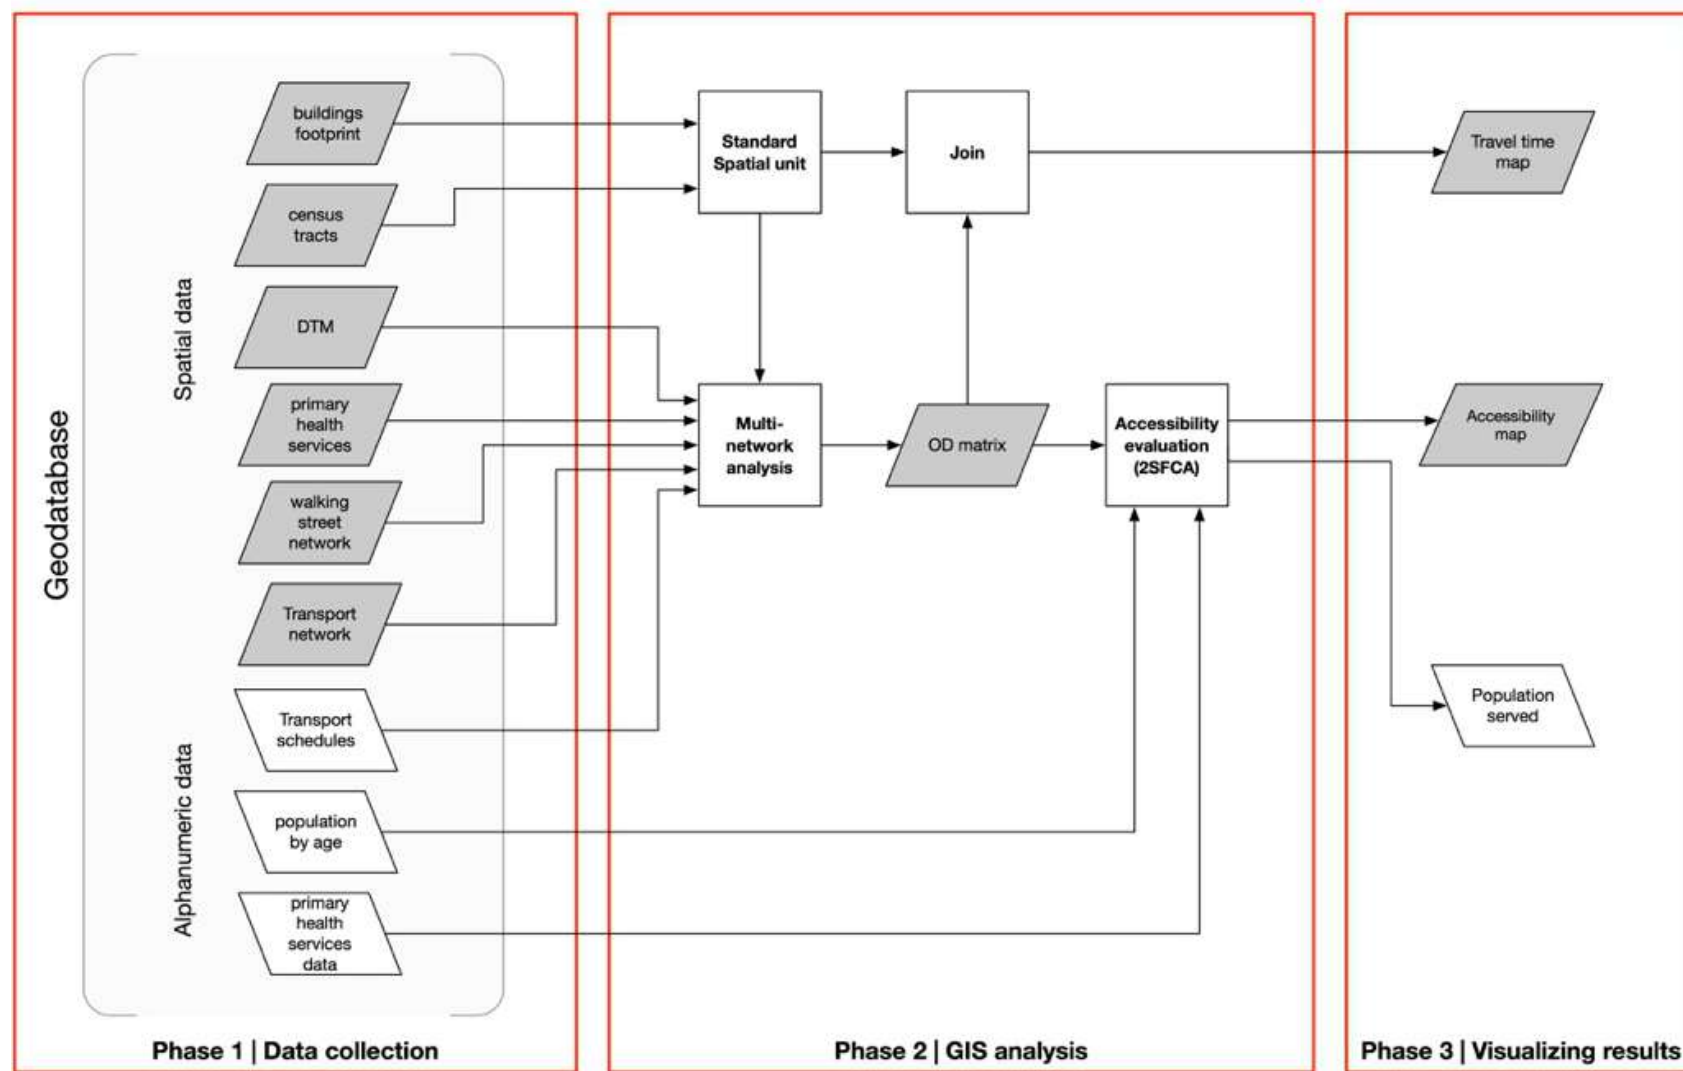 Geodatabase
Spatial data
buildings
footprint
census
tracts
DTM
primary
health
services
walking
street
network
Transport
network
Alphanumeric data
Transport
schedules
population
by age
primary
health
services
data
Phase 1 | Data collection
Standard
Spatial unit
Join
Multi-
network
analysis
OD matrix
Accessibility
evaluation
(2SFCA)
Phase 2 | GIS analysis
Travel time
map
Accessibility
map
Population
served
Phase 3 | Visualizing results